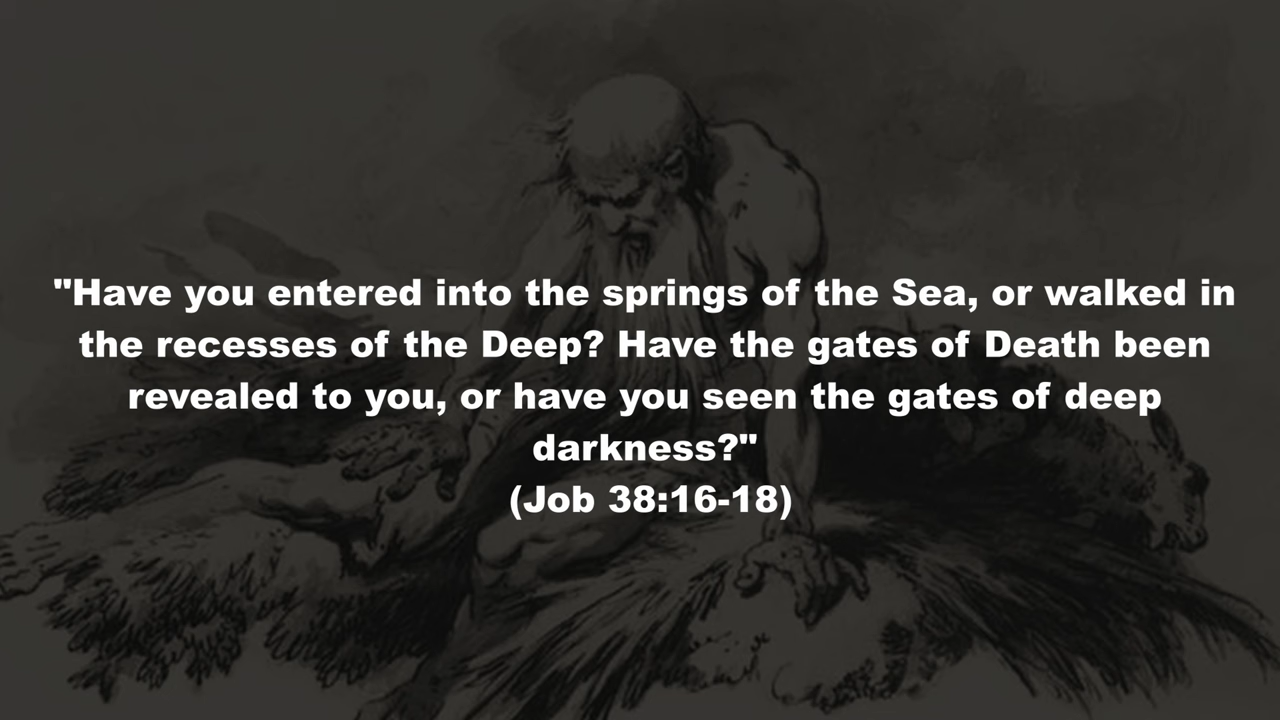 "Have you entered into the springs of the Sea, or walked in
the recesses of the Deep? Have the gates of Death been
revealed to you, or have you seen the gates of deep
darkness?"
(Job 38:16-18)